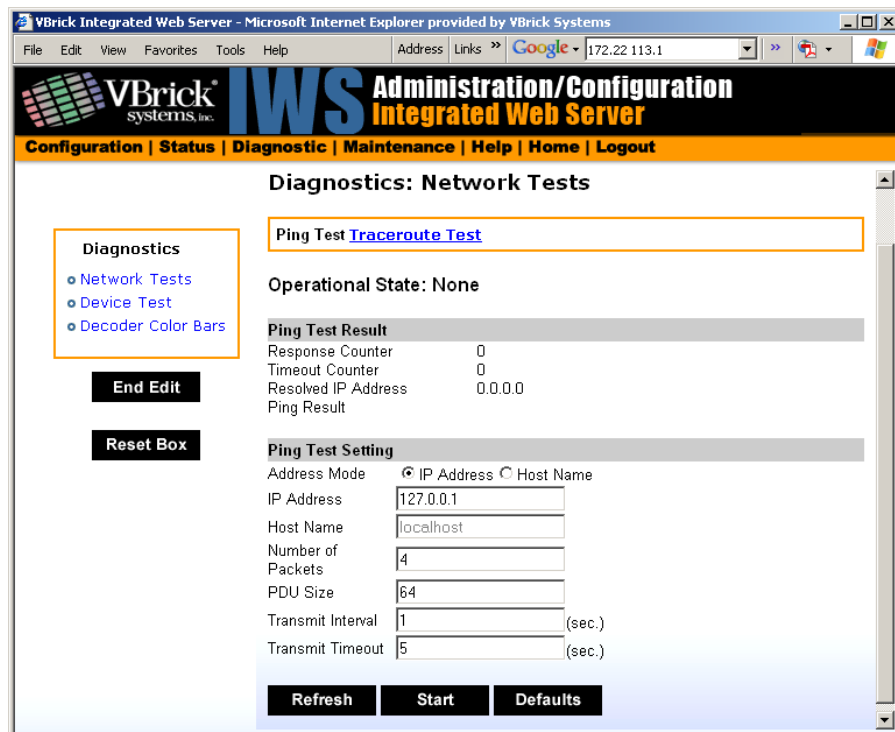 VBrick Integrated Web Server - Microsoft Internet Explorer provided by VBrick Systems
File Edit View Favorites Tools Help Address Links » Google 172.22 113.1 »
VBrick systems, inc. IWS Administration/Configuration Integrated Web Server
Configuration | Status | Diagnostic | Maintenance | Help | Home | Logout
Diagnostics: Network Tests
Diagnostics
Network Tests
Device Test
Decoder Color Bars
End Edit
Reset Box
Ping Test Traceroute Test
Operational State: None
Ping Test Result
Response Counter 0
Timeout Counter 0
Resolved IP Address 0.0.0.0
Ping Result
Ping Test Setting
Address Mode IP Address Host Name
IP Address 127.0.0.1
Host Name localhost
Number of Packets 4
PDU Size 64
Transmit Interval 1 (sec.)
Transmit Timeout 5 (sec.)
Refresh Start Defaults